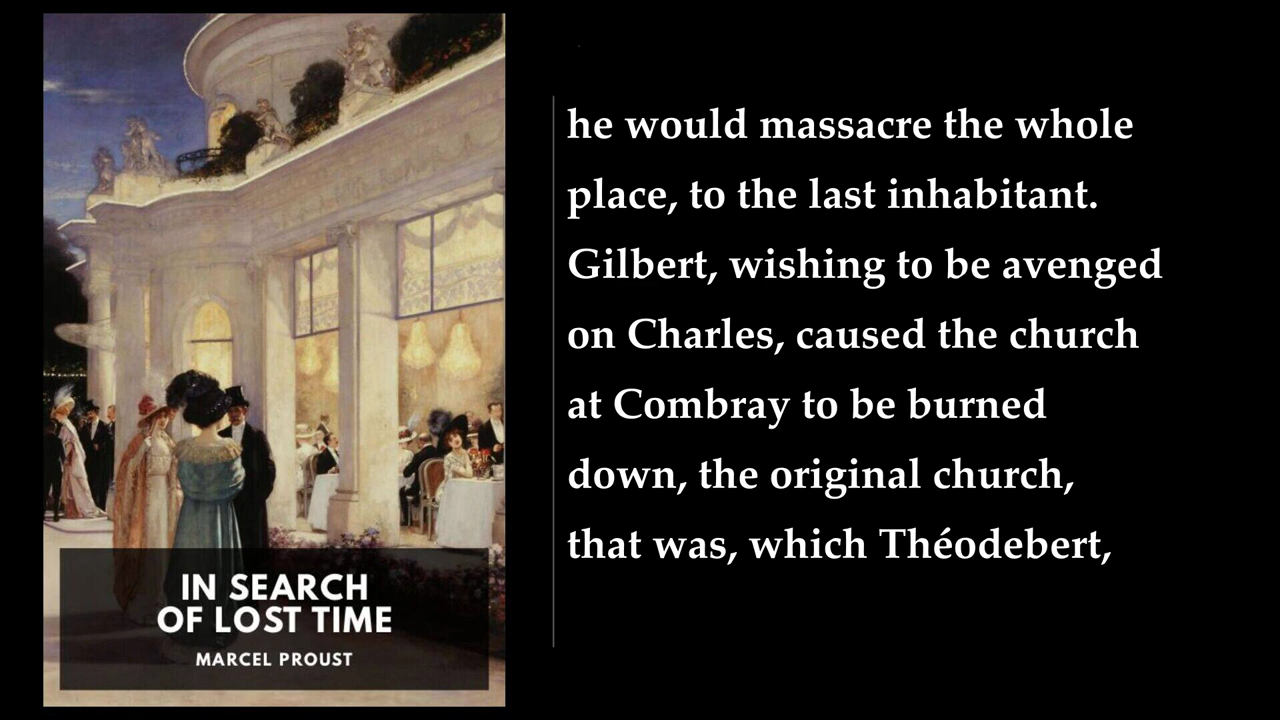 he would massacre the whole
place, to the last inhabitant.
Gilbert, wishing to be avenged
on Charles, caused the church
at Combray to be burned
down, the original church,
that was, which Théodebert,
IN SEARCH
OF LOST TIME
MARCEL PROUST